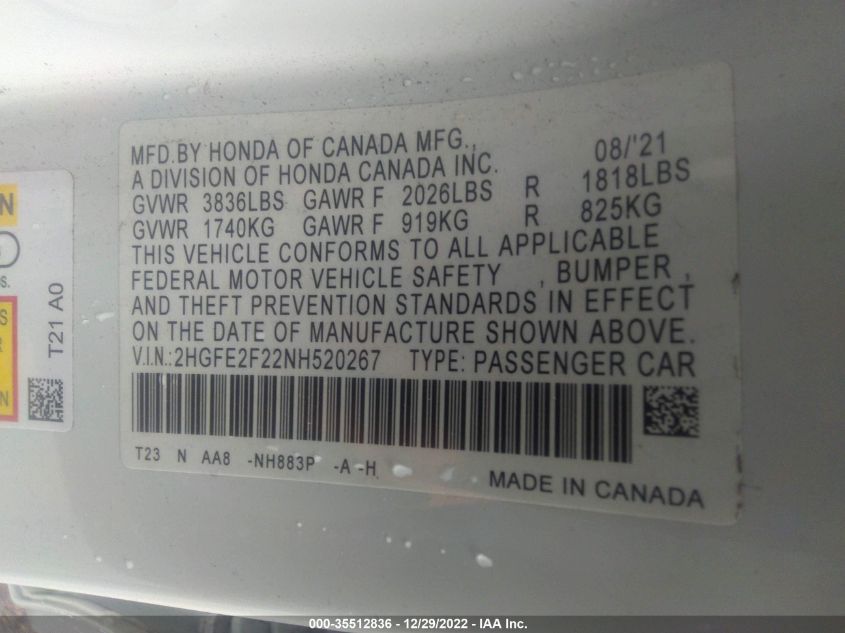 MFD.BY HONDA OF CANADA MFG., 08/'21
A DIVISION OF HONDA CANADA INC.
GVWR 3836LBS GAWR F 2026LBS R 1818LBS
GVWR 1740KG GAWR F 919KG R 825KG
THIS VEHICLE CONFORMS TO ALL APPLICABLE
FEDERAL MOTOR VEHICLE SAFETY , BUMPER ,
AND THEFT PREVENTION STANDARDS IN EFFECT
ON THE DATE OF MANUFACTURE SHOWN ABOVE.
V.I.N.:2HGFE2F22NH520267 TYPE: PASSENGER CAR
T23 N AA8 -NH883P -A -H
MADE IN CANADA
N
s.
S
R
N
T21 A0
000-35512836 - 12/29/2022 - IAA Inc.